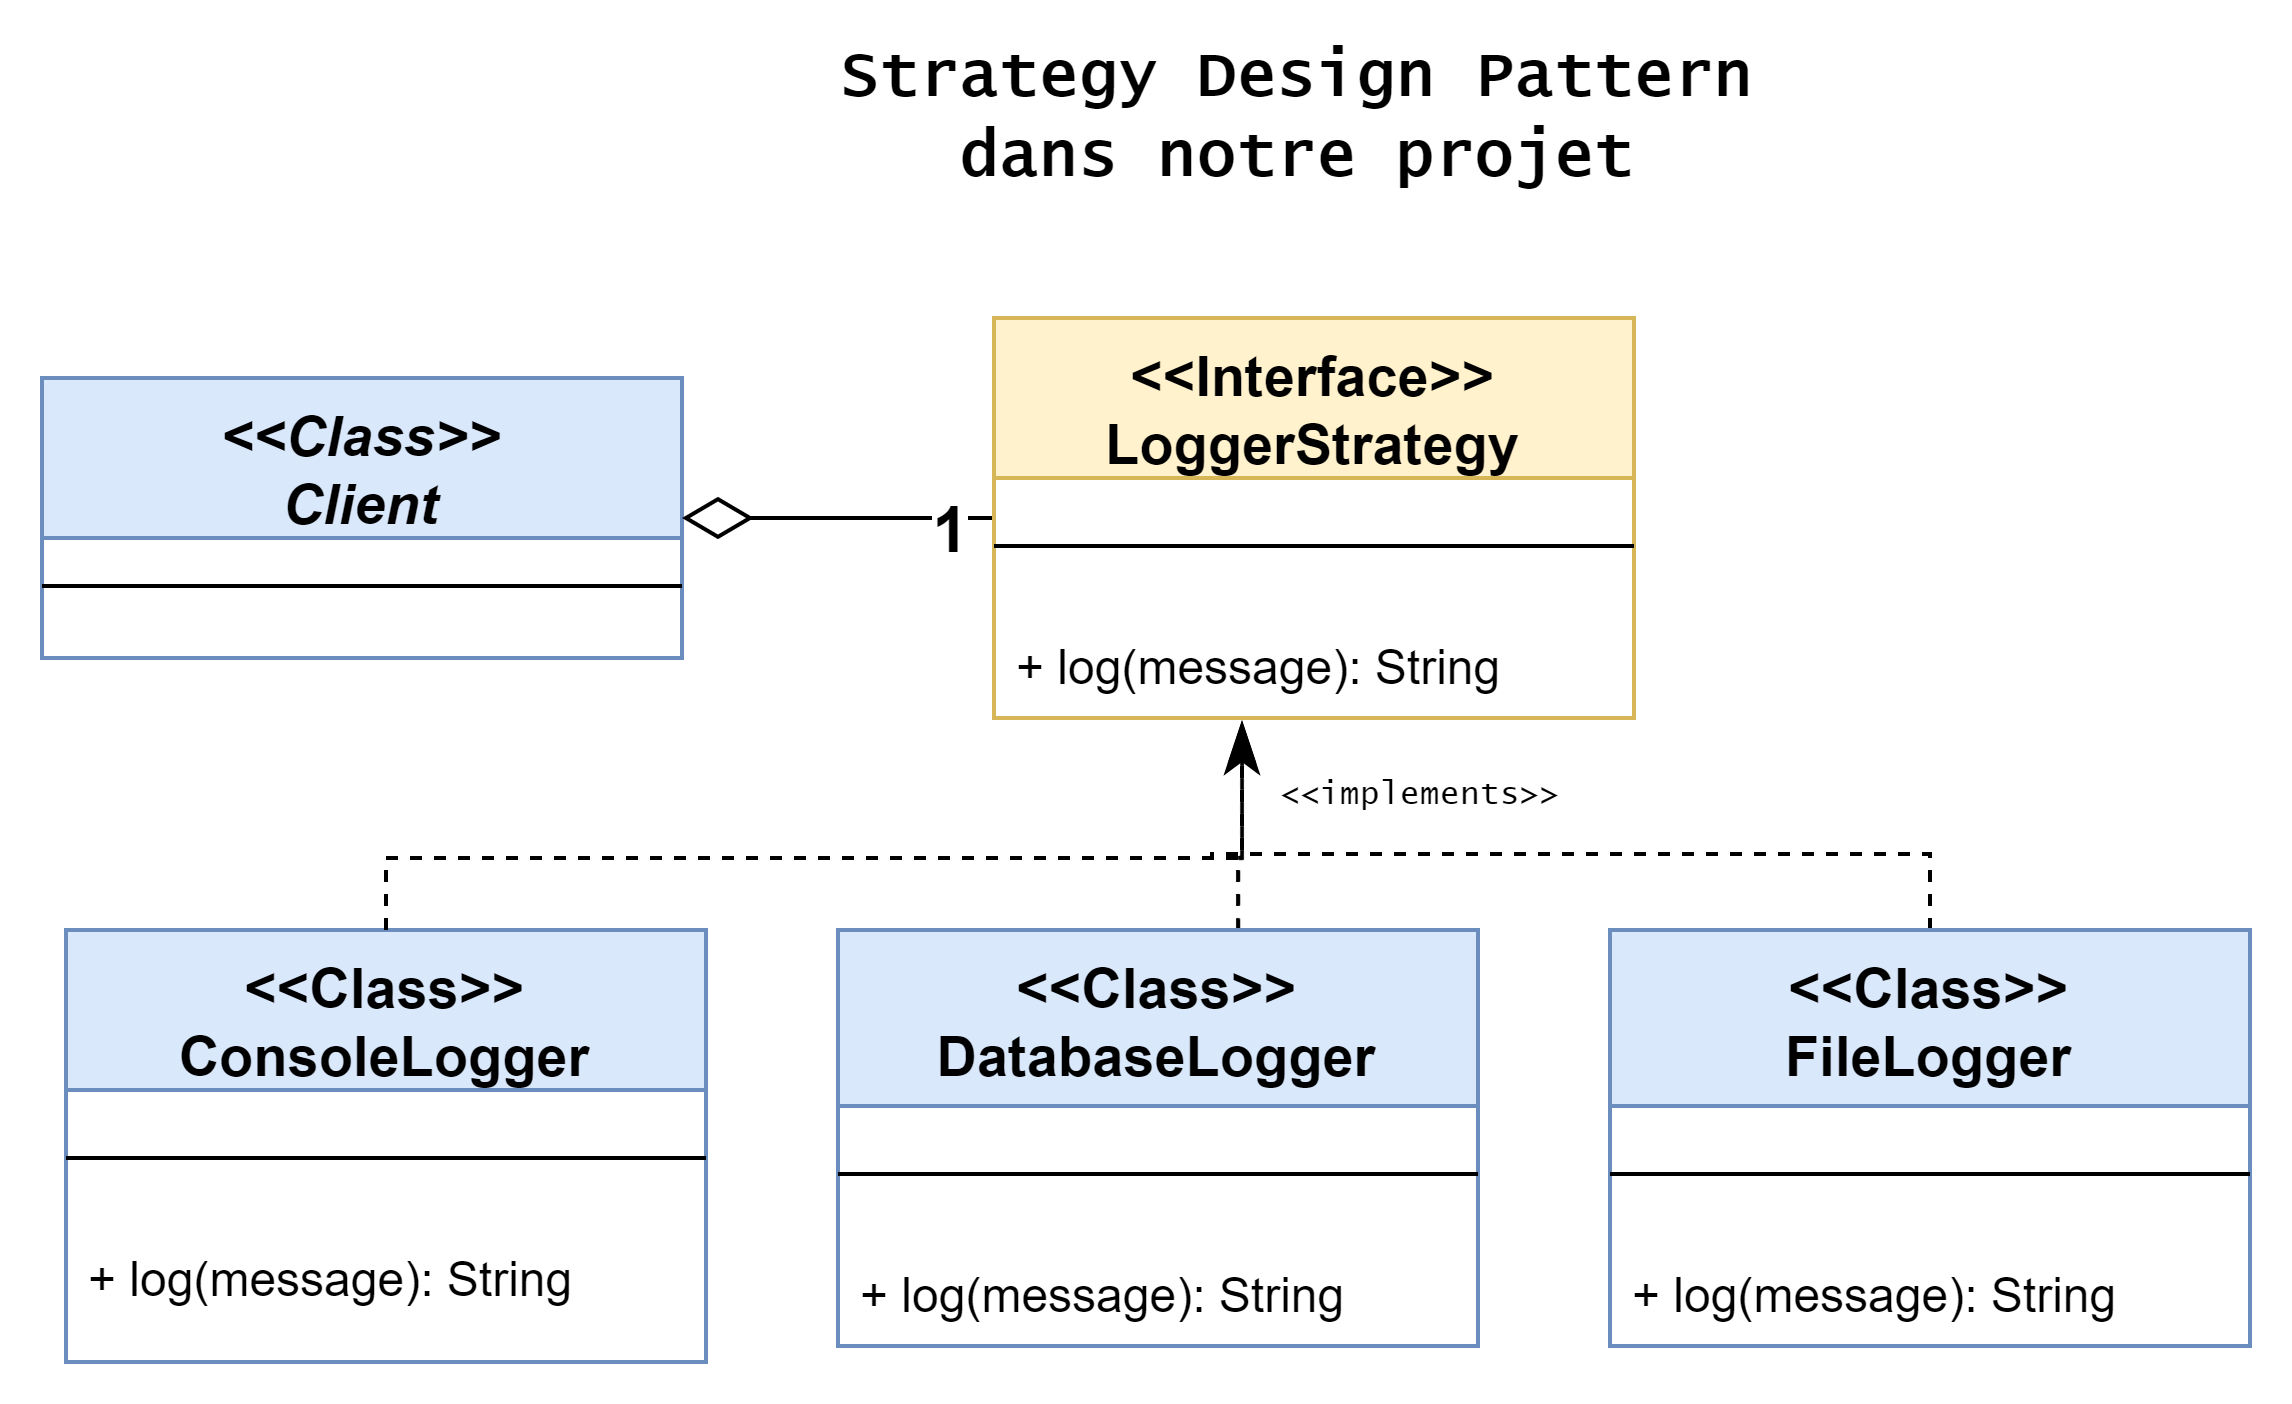 Strategy Design Pattern
dans notre projet
<<Class>>
Client
1
<<Interface>>
LoggerStrategy
+ log(message): String
<<implements>>
<<Class>>
ConsoleLogger
+ log(message): String
<<Class>>
DatabaseLogger
+ log(message): String
<<Class>>
FileLogger
+ log(message): String